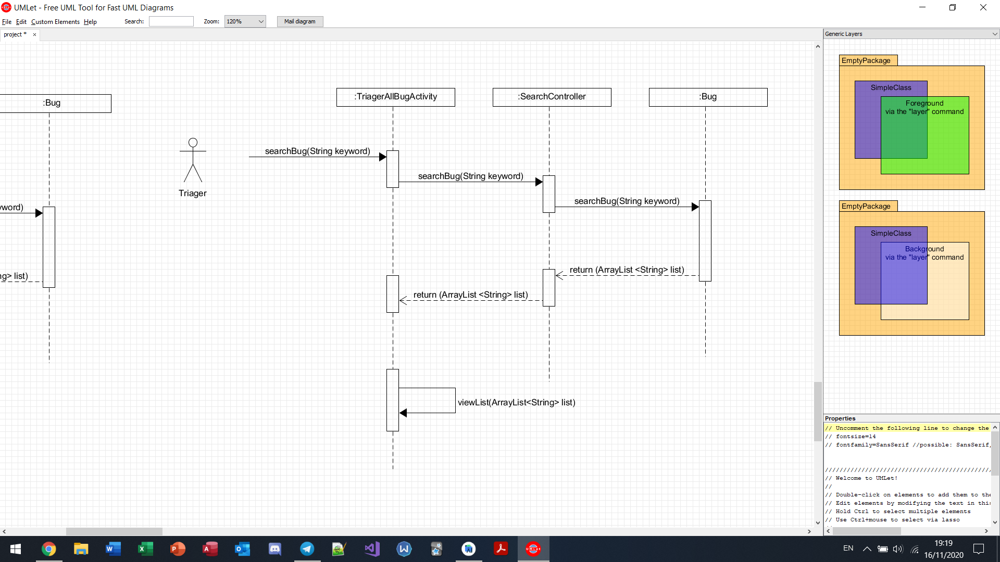 UMLet - Free UML Tool for Fast UML Diagrams
File Edit Custom Elements Help Search: Zoom: 120% Mail diagram
project *
Generic Layers
:Bug
:TriagerAllBugActivity
:SearchController
:Bug
searchBug(String keyword)
searchBug(String keyword)
Triager
searchBug(String keyword)
yword)
return (ArrayList <String> list)
ng> list)
return (ArrayList <String> list)
viewList(ArrayList<String> list)
EmptyPackage
SimpleClass
Foreground
via the "layer" command
EmptyPackage
SimpleClass
Background
via the "layer" command
Properties
// Uncomment the following line to change the
// fontsize=14
// fontfamily=SansSerif //possible: SansSerif,
/////////////////////////////////////////////
// Welcome to UMLet!
//
// Double-click on elements to add them to the
// Edit elements by modifying the text in this
// Hold Ctrl to select multiple elements
// Use Ctrl+mouse to select via lasso
EN
19:19
16/11/2020